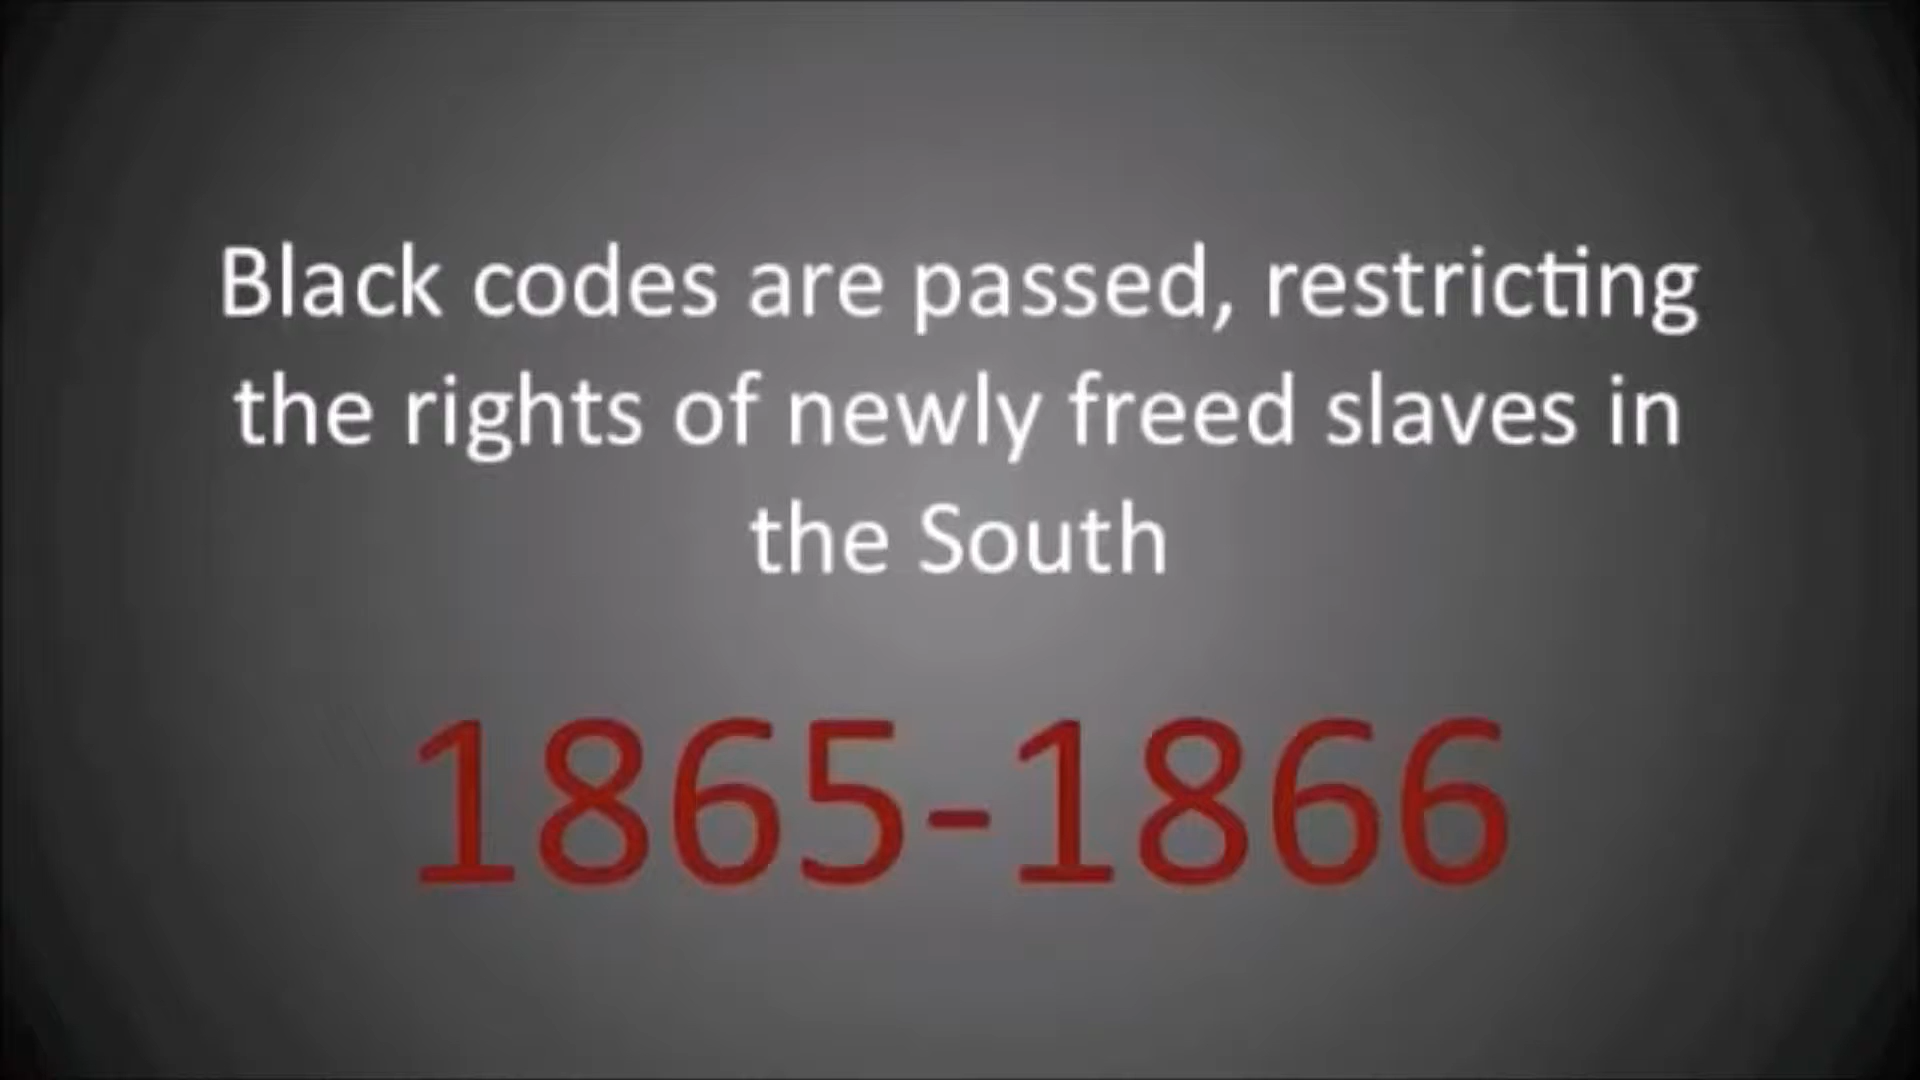 Black codes are passed, restricting
the rights of newly freed slaves in
the South
1865-1866